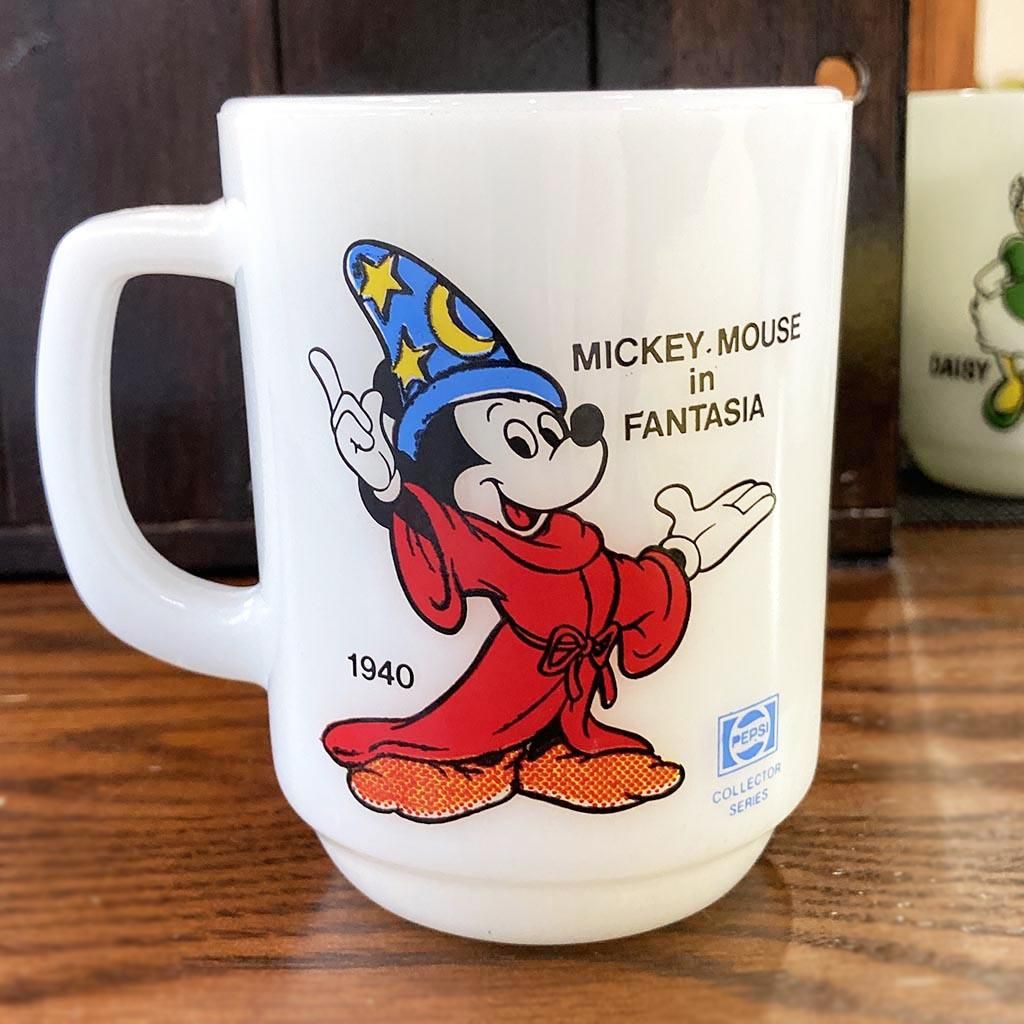 MICKEY MOUSE
in
FANTASIA
1940
PEPSI
COLLECTOR
SERIES
DAISY